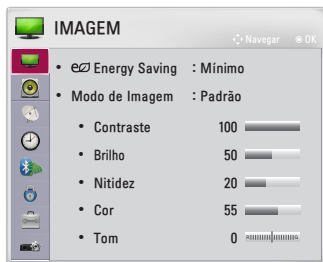 IMAGEM
Navegar OK
• eco Energy Saving : Mínimo
• Modo de Imagem : Padrão
• Contraste 100
• Brilho 50
• Nitidez 20
• Cor 55
• Tom 0